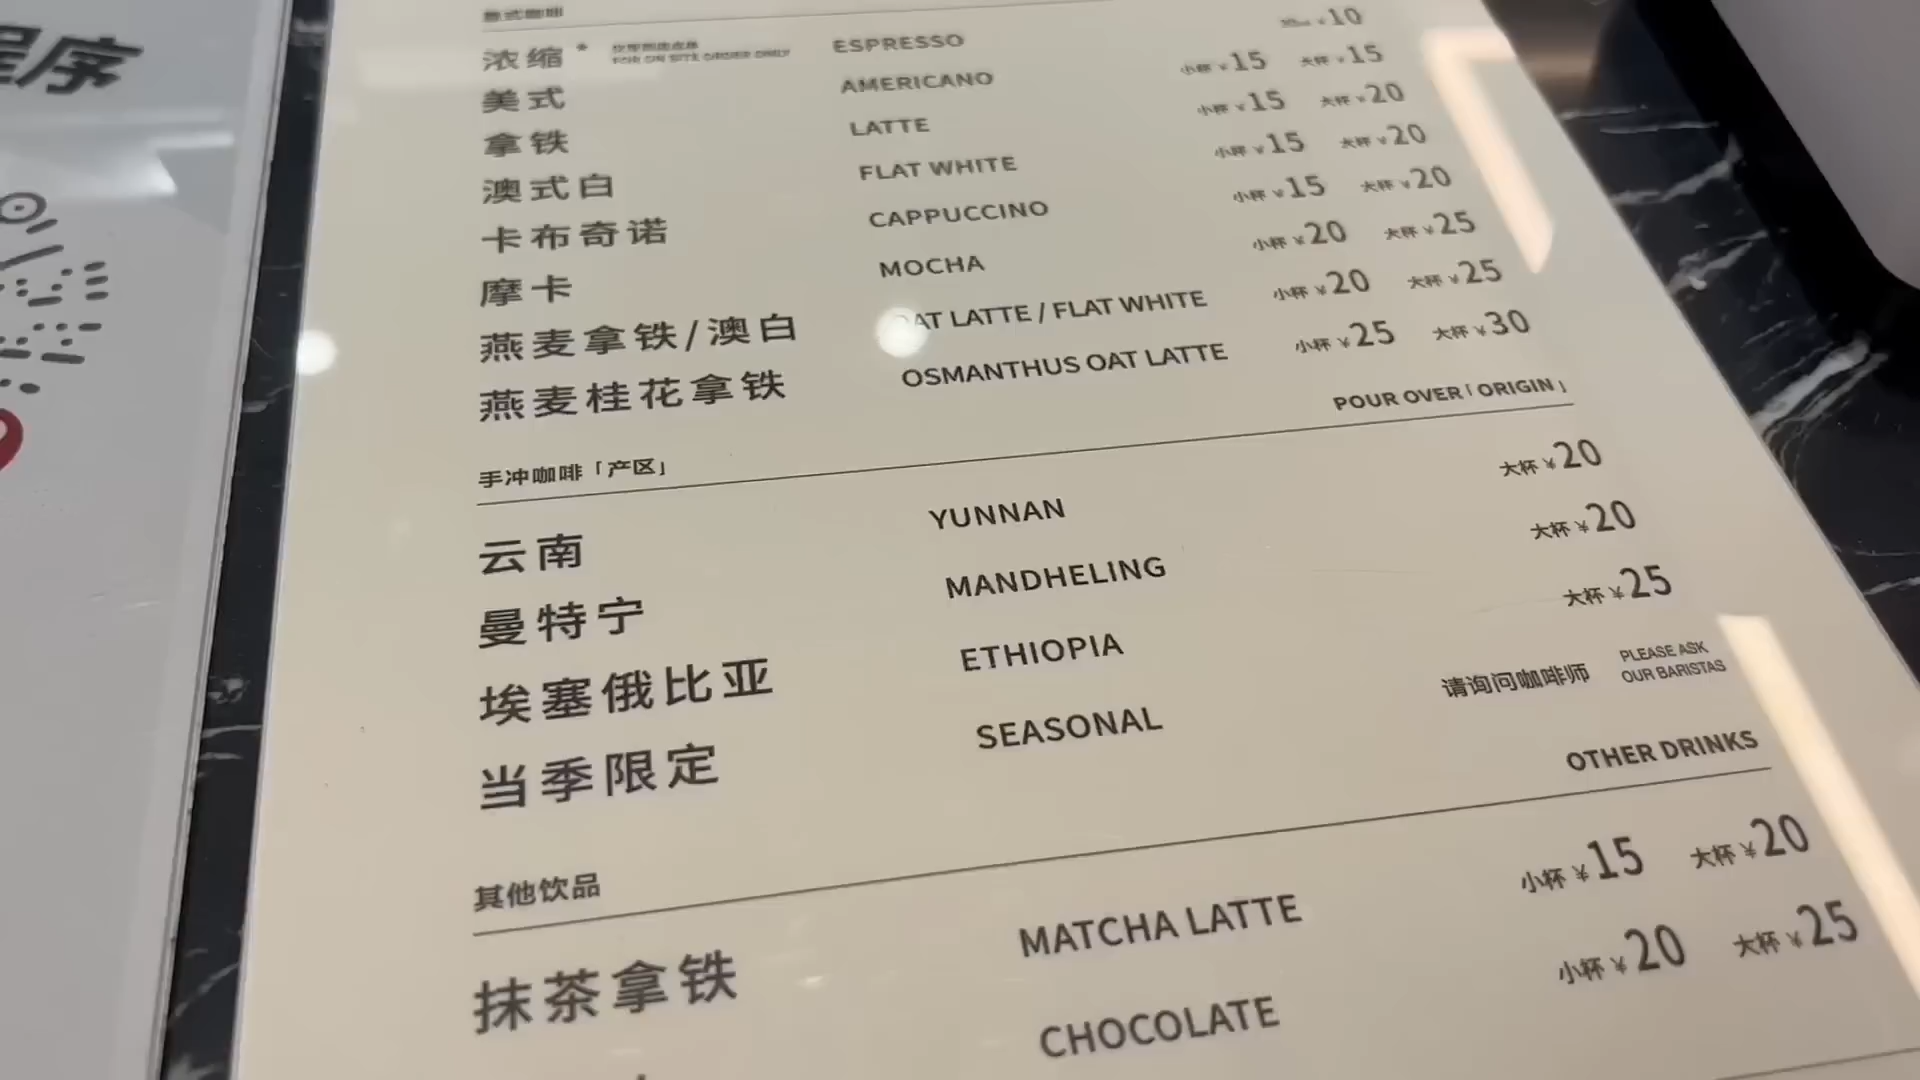 序
浓缩 * FOR ON SITE ORDER ONLY ESPRESSO ¥10
美式 AMERICANO 小杯 ¥15 大杯 ¥15
拿铁 LATTE 小杯 ¥15 大杯 ¥20
澳式白 FLAT WHITE 小杯 ¥15 大杯 ¥20
卡布奇诺 CAPPUCCINO 小杯 ¥15 大杯 ¥20
摩卡 MOCHA 小杯 ¥20 大杯 ¥25
燕麦拿铁/澳白 OAT LATTE / FLAT WHITE 小杯 ¥20 大杯 ¥25
燕麦桂花拿铁 OSMANTHUS OAT LATTE 小杯 ¥25 大杯 ¥30
手冲咖啡「产区」 POUR OVER「ORIGIN」
云南 YUNNAN 大杯 ¥20
曼特宁 MANDHELING 大杯 ¥20
埃塞俄比亚 ETHIOPIA 大杯 ¥25
当季限定 SEASONAL 请询问咖啡师 PLEASE ASK OUR BARISTAS
其他饮品 OTHER DRINKS
抹茶拿铁 MATCHA LATTE 小杯 ¥15 大杯 ¥20
CHOCOLATE 小杯 ¥20 大杯 ¥25